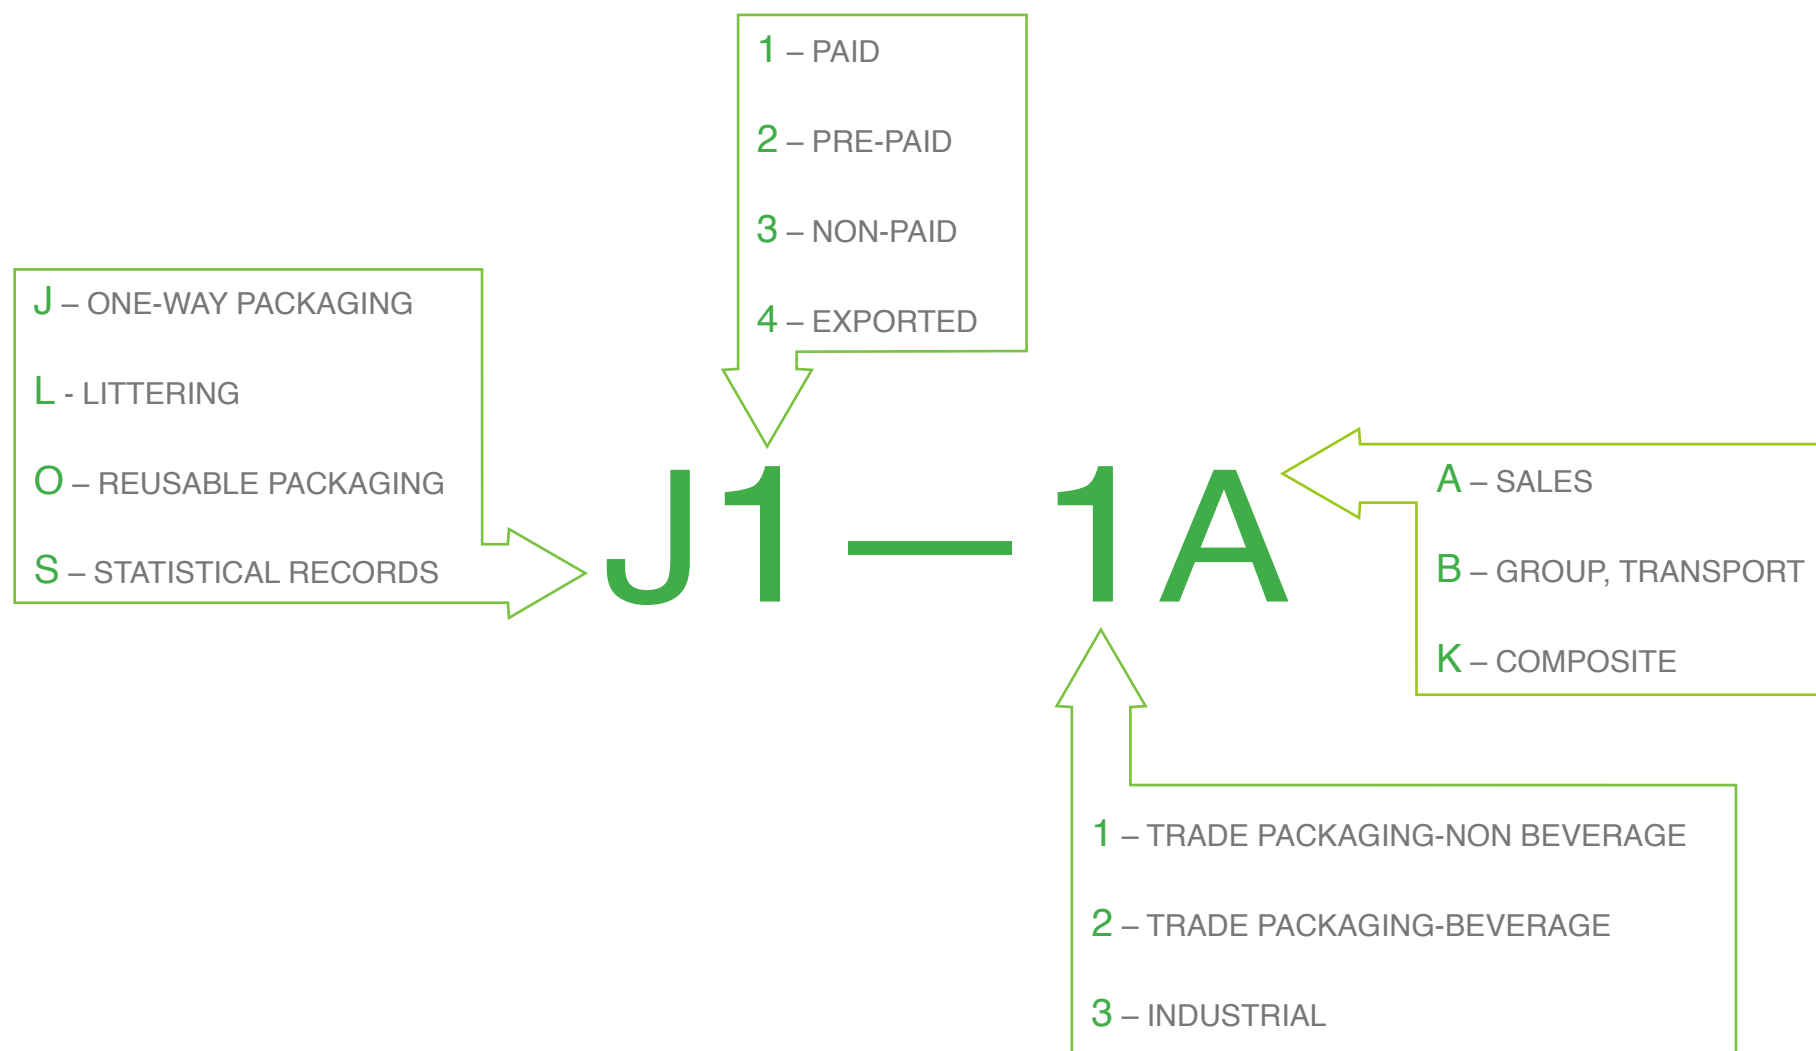 1 – PAID
2 – PRE-PAID
3 – NON-PAID
4 – EXPORTED
J – ONE-WAY PACKAGING
L - LITTERING
O – REUSABLE PACKAGING
S – STATISTICAL RECORDS
J1 — 1A
A – SALES
B – GROUP, TRANSPORT
K – COMPOSITE
1 – TRADE PACKAGING-NON BEVERAGE
2 – TRADE PACKAGING-BEVERAGE
3 – INDUSTRIAL